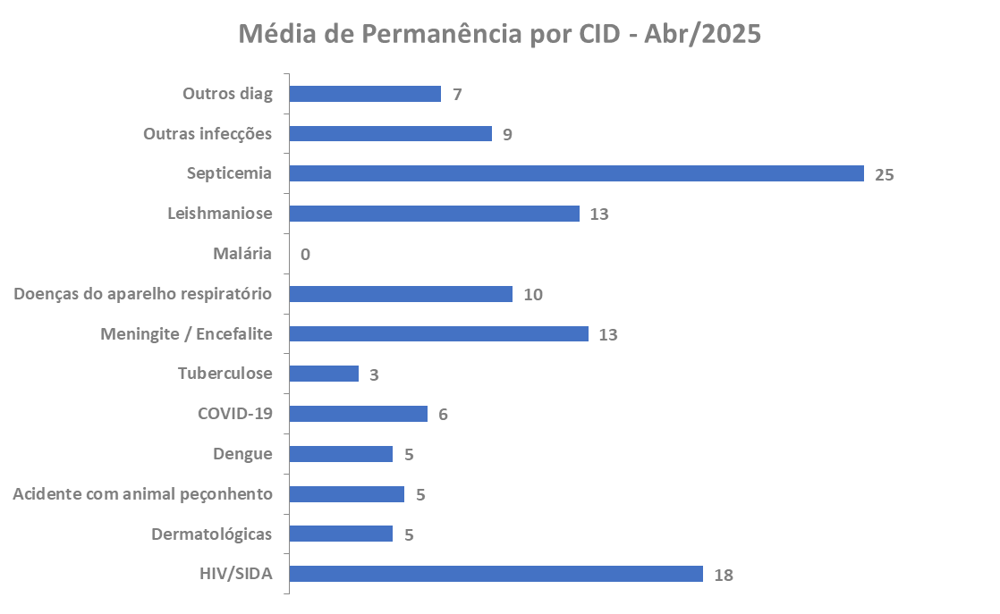 Média de Permanência por CID - Abr/2025
Outros diag 7
Outras infecções 9
Septicemia 25
Leishmaniose 13
Malária 0
Doenças do aparelho respiratório 10
Meningite / Encefalite 13
Tuberculose 3
COVID-19 6
Dengue 5
Acidente com animal peçonhento 5
Dermatológicas 5
HIV/SIDA 18